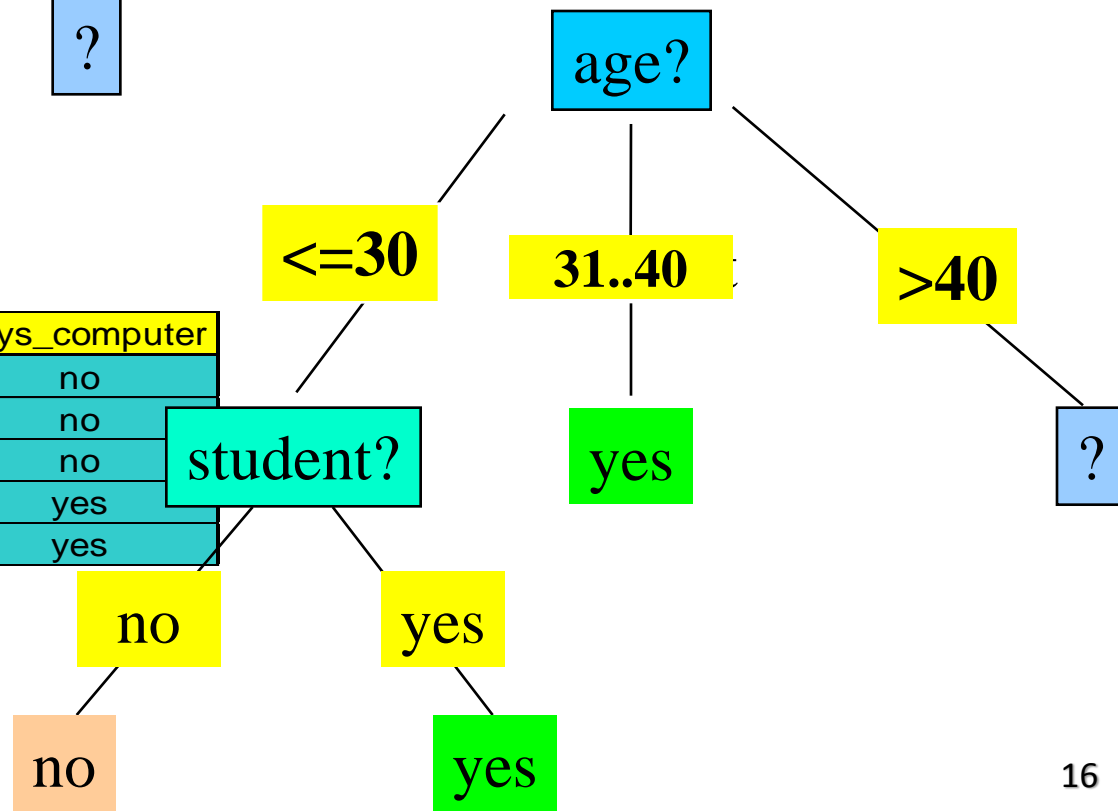 ?
age?
<=30
31..40
>40
ys_computer
no
no
no
yes
yes
student?
yes
?
no
yes
no
yes
16